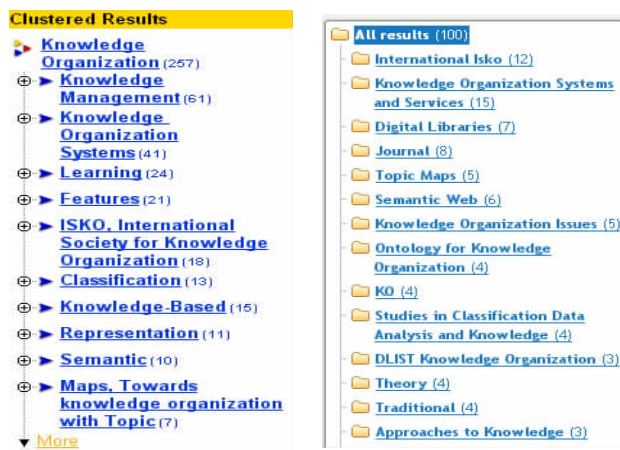 Clustered Results
Knowledge
Organization (257)
Knowledge
Management (61)
Knowledge
Organization
Systems (41)
Learning (24)
Features (21)
ISKO, International
Society for Knowledge
Organization (18)
Classification (13)
Knowledge-Based (15)
Representation (11)
Semantic (10)
Maps, Towards
knowledge organization
with Topic (7)
More
All results (100)
International Isko (12)
Knowledge Organization Systems
and Services (15)
Digital Libraries (7)
Journal (8)
Topic Maps (5)
Semantic Web (6)
Knowledge Organization Issues (5)
Ontology for Knowledge
Organization (4)
KO (4)
Studies in Classification Data
Analysis and Knowledge (4)
DLIST Knowledge Organization (3)
Theory (4)
Traditional (4)
Approaches to Knowledge (3)